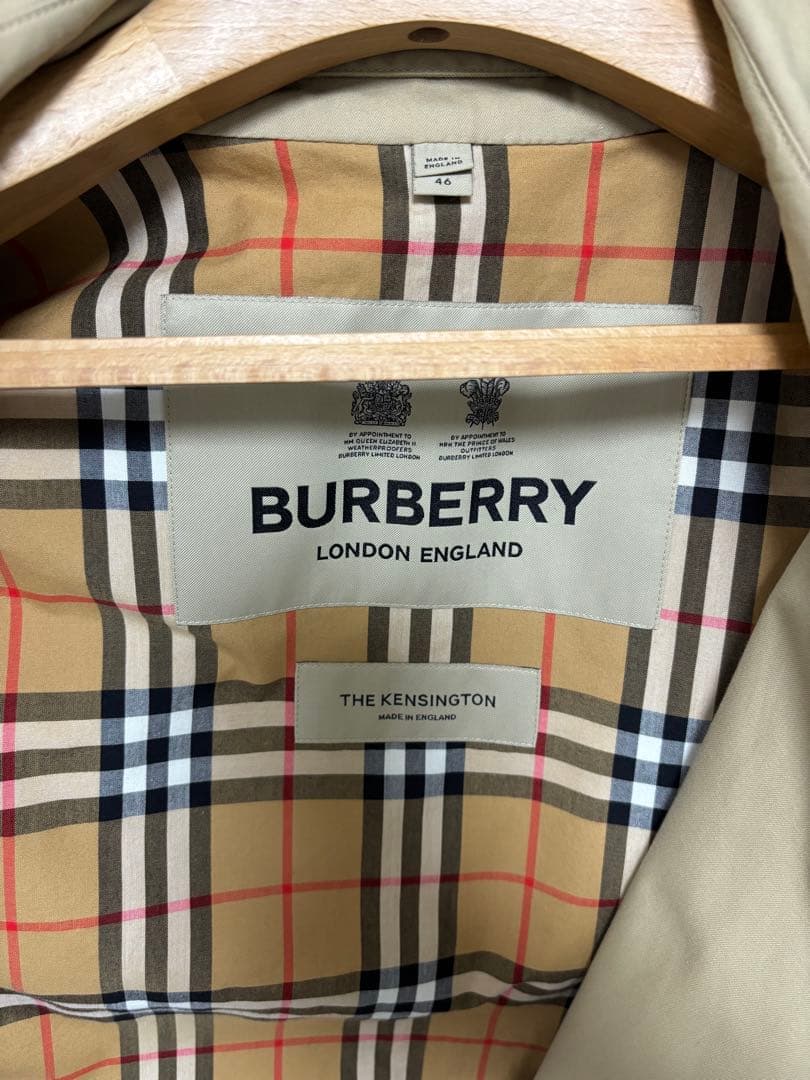 MADE IN
ENGLAND
46
BY APPOINTMENT TO
HM QUEEN ELIZABETH II
WEATHERPROOFERS
BURBERRY LIMITED LONDON
BY APPOINTMENT TO
HRH THE PRINCE OF WALES
OUTFITTERS
BURBERRY LIMITED LONDON
BURBERRY
LONDON ENGLAND
THE KENSINGTON
MADE IN ENGLAND